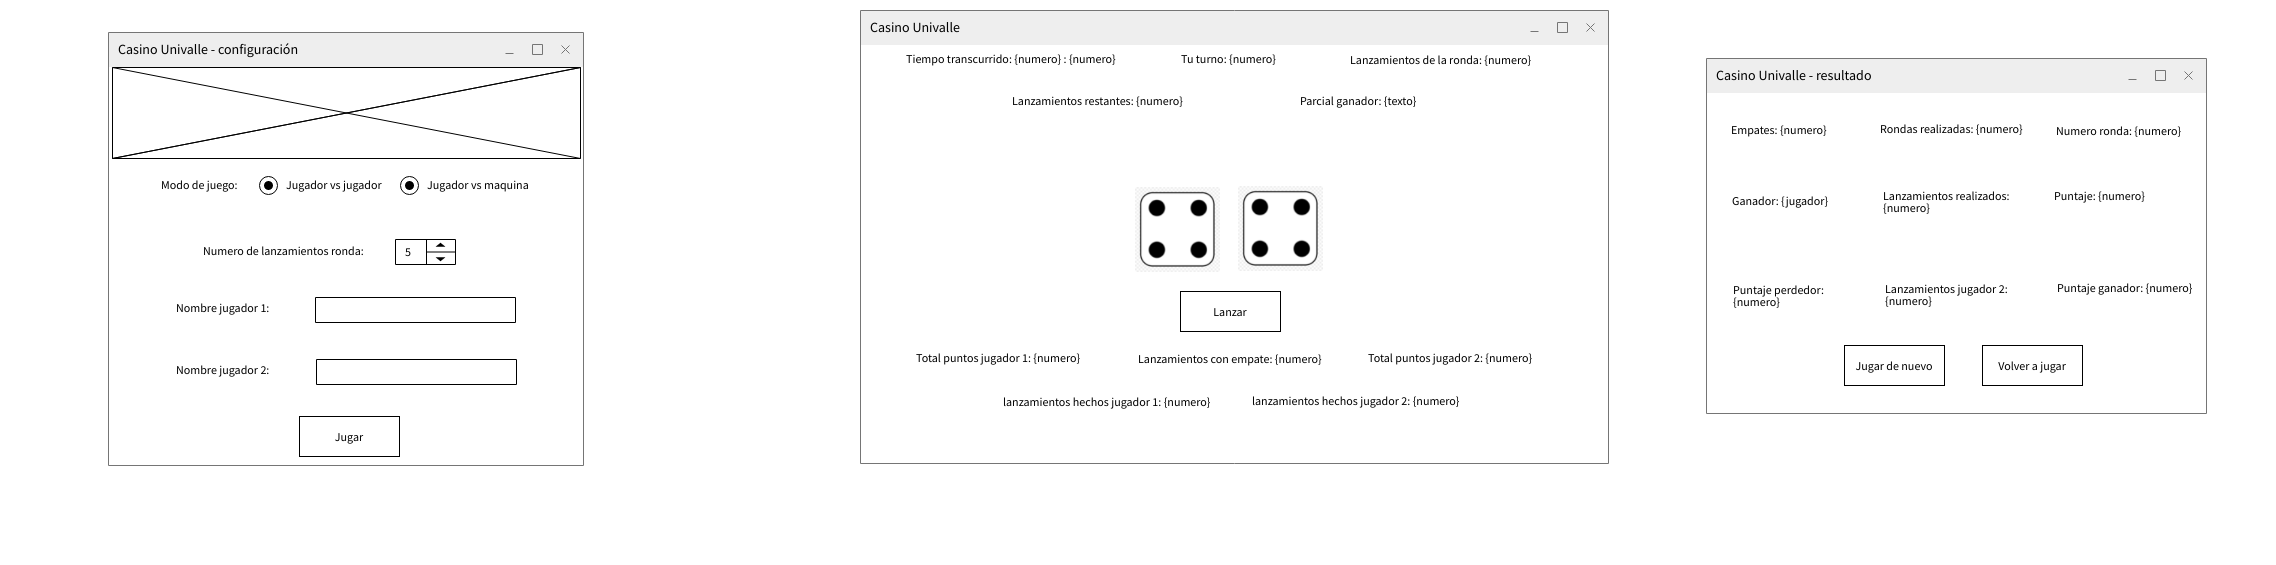 Casino Univalle - configuración
Modo de juego: Jugador vs jugador Jugador vs maquina
Numero de lanzamientos ronda: 5
Nombre jugador 1:
Nombre jugador 2:
Jugar
Casino Univalle
Tiempo transcurrido: {numero} : {numero} Tu turno: {numero} Lanzamientos de la ronda: {numero}
Lanzamientos restantes: {numero} Parcial ganador: {texto}
Lanzar
Total puntos jugador 1: {numero} Lanzamientos con empate: {numero} Total puntos jugador 2: {numero}
lanzamientos hechos jugador 1: {numero} lanzamientos hechos jugador 2: {numero}
Casino Univalle - resultado
Empates: {numero} Rondas realizadas: {numero} Numero ronda: {numero}
Ganador: {jugador} Lanzamientos realizados: Puntaje: {numero}
{numero}
Puntaje perdedor: Lanzamientos jugador 2: Puntaje ganador: {numero}
{numero} {numero}
Jugar de nuevo Volver a jugar